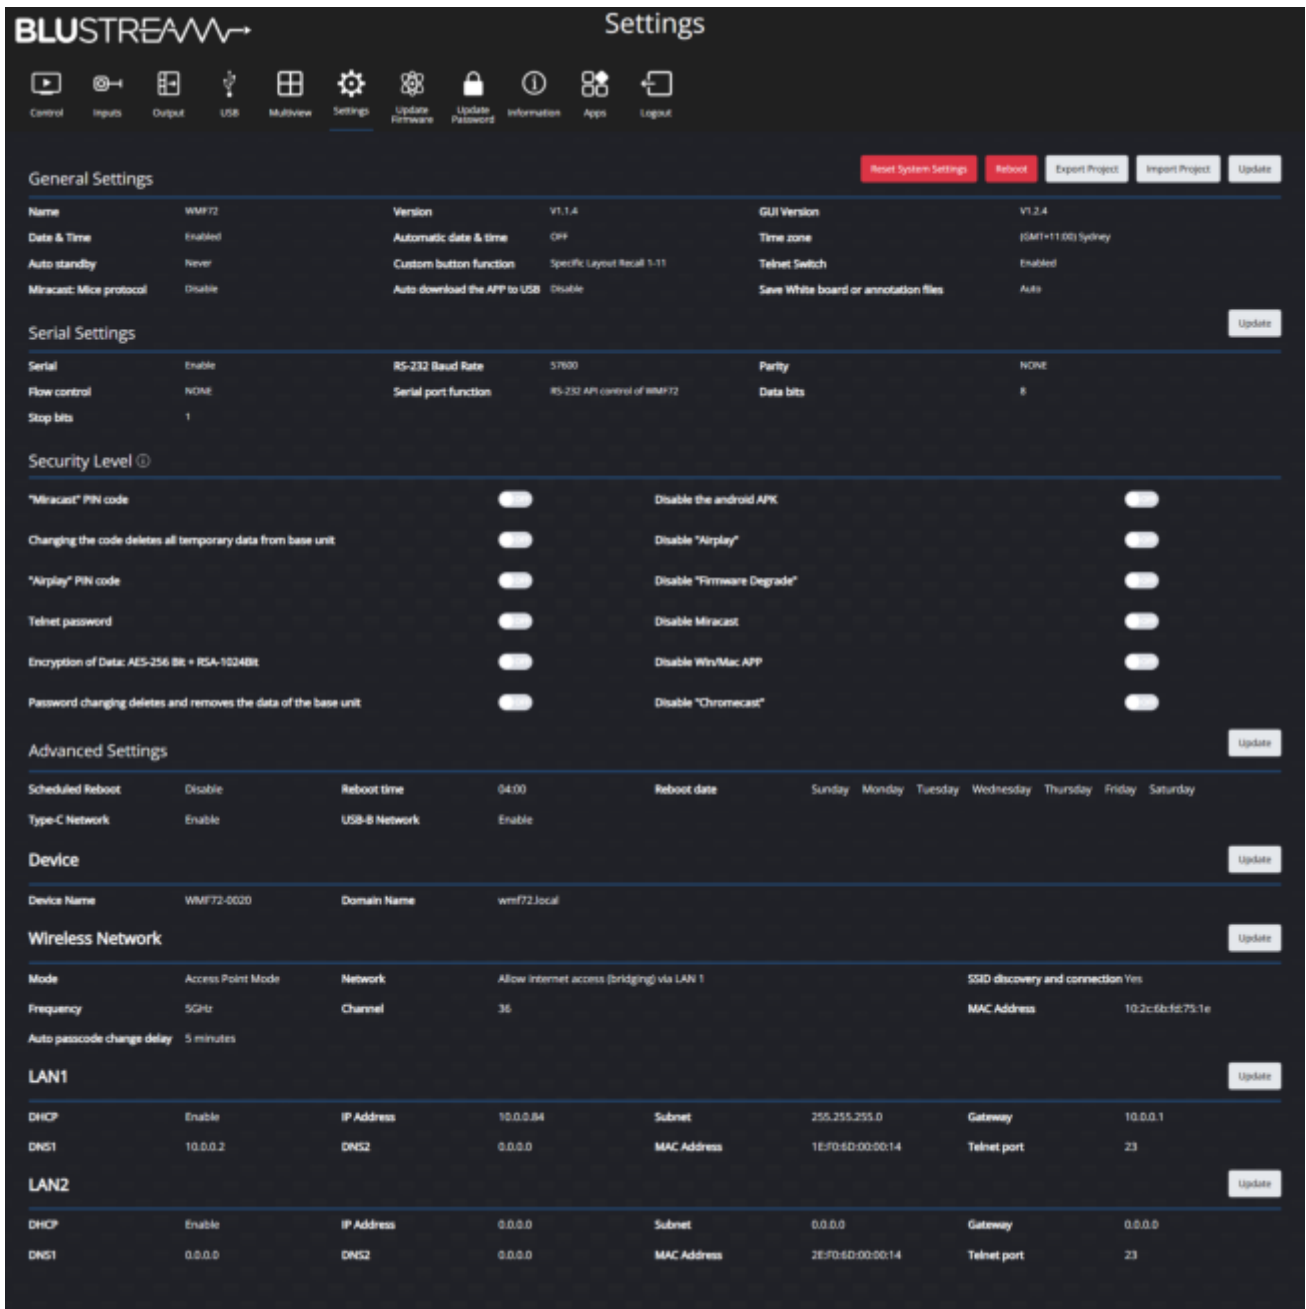 BLUSTREAM
Settings
Control Inputs Output USB Multiview Settings Update Firmware Update Password Information Apps Logout
General Settings Reset System Settings Reboot Export Project Import Project Update
Name WMF72 Version V1.1.4 GUI Version V1.2.4
Date & Time Enabled Automatic date & time OFF Time zone (GMT+11:00) Sydney
Auto standby Never Custom button function Specific Layout Recall 1-11 Telnet Switch Enabled
Miracast: Mice protocol Disable Auto download the APP to USB Disable Save White board or annotation files Auto
Serial Settings Update
Serial Enable RS-232 Baud Rate 57600 Parity NONE
Flow control NONE Serial port function RS-232 API control of WMF72 Data bits 8
Stop bits 1
Security Level
"Miracast" PIN code Disable the android APK
Changing the code deletes all temporary data from base unit Disable "Airplay"
"Airplay" PIN code Disable "Firmware Degrade"
Telnet password Disable Miracast
Encryption of Data: AES-256 Bit + RSA-1024Bit Disable Win/Mac APP
Password changing deletes and removes the data of the base unit Disable "Chromecast"
Advanced Settings Update
Scheduled Reboot Disable Reboot time 04:00 Reboot date Sunday Monday Tuesday Wednesday Thursday Friday Saturday
Type-C Network Enable USB-B Network Enable
Device Update
Device Name WMF72-0020 Domain Name wmf72.local
Wireless Network Update
Mode Access Point Mode Network Allow internet access (bridging) via LAN 1 SSID discovery and connection Yes
Frequency 5GHz Channel 36 MAC Address 10:2c:6b:fd:75:1e
Auto passcode change delay 5 minutes
LAN1 Update
DHCP Enable IP Address 10.0.0.84 Subnet 255.255.255.0 Gateway 10.0.0.1
DNS1 10.0.0.2 DNS2 0.0.0.0 MAC Address 1E:F0:6D:00:00:14 Telnet port 23
LAN2 Update
DHCP Enable IP Address 0.0.0.0 Subnet 0.0.0.0 Gateway 0.0.0.0
DNS1 0.0.0.0 DNS2 0.0.0.0 MAC Address 2E:F0:6D:00:00:14 Telnet port 23